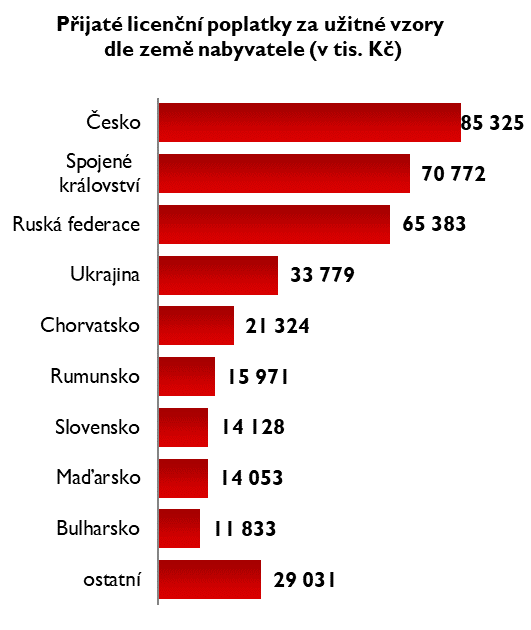 Přijaté licenční poplatky za užitné vzory
dle země nabyvatele (v tis. Kč)
Česko 85 325
Spojené
království 70 772
Ruská federace 65 383
Ukrajina 33 779
Chorvatsko 21 324
Rumunsko 15 971
Slovensko 14 128
Maďarsko 14 053
Bulharsko 11 833
ostatní 29 031